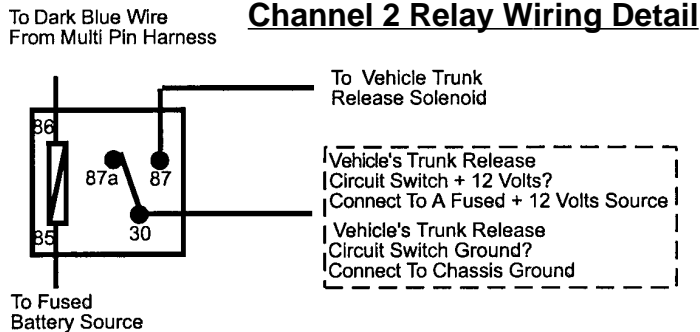 Channel 2 Relay Wiring Detail
To Dark Blue Wire
From Multi Pin Harness
To Vehicle Trunk
Release Solenoid
86
87a
87
85
30
Vehicle's Trunk Release
Circuit Switch + 12 Volts?
Connect To A Fused + 12 Volts Source
Vehicle's Trunk Release
Circuit Switch Ground?
Connect To Chassis Ground
To Fused
Battery Source